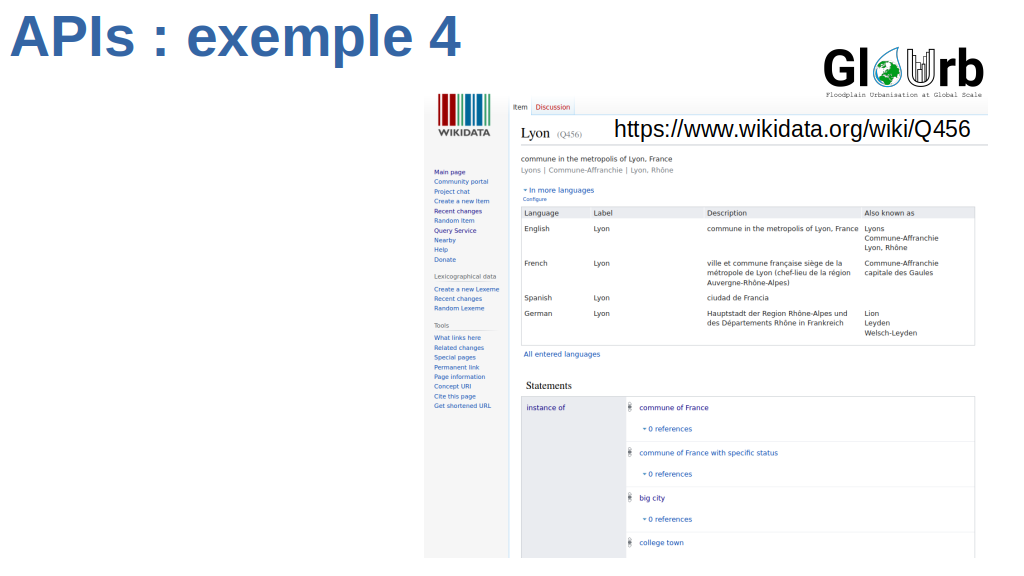 APIs : exemple 4
GlOUrb
Floodplain Urbanisation at Global Scale
WIKIDATA
Main page
Community portal
Project chat
Create a new Item
Recent changes
Random Item
Query Service
Nearby
Help
Donate
Lexicographical data
Create a new Lexeme
Recent changes
Random Lexeme
Tools
What links here
Related changes
Special pages
Permanent link
Page information
Concept URI
Cite this page
Get shortened URL
Item Discussion
Lyon (Q456) https://www.wikidata.org/wiki/Q456
commune in the metropolis of Lyon, France
Lyons | Commune-Affranchie | Lyon, Rhône
In more languages
Configure
Language Label Description Also known as
English Lyon commune in the metropolis of Lyon, France Lyons
Commune-Affranchie
Lyon, Rhône
French Lyon ville et commune française siège de la Commune-Affranchie
métropole de Lyon (chef-lieu de la région capitale des Gaules
Auvergne-Rhône-Alpes)
Spanish Lyon ciudad de Francia
German Lyon Hauptstadt der Region Rhône-Alpes und Lion
des Départements Rhône in Frankreich Leyden
Welsch-Leyden
All entered languages
Statements
instance of commune of France
0 references
commune of France with specific status
0 references
big city
0 references
college town